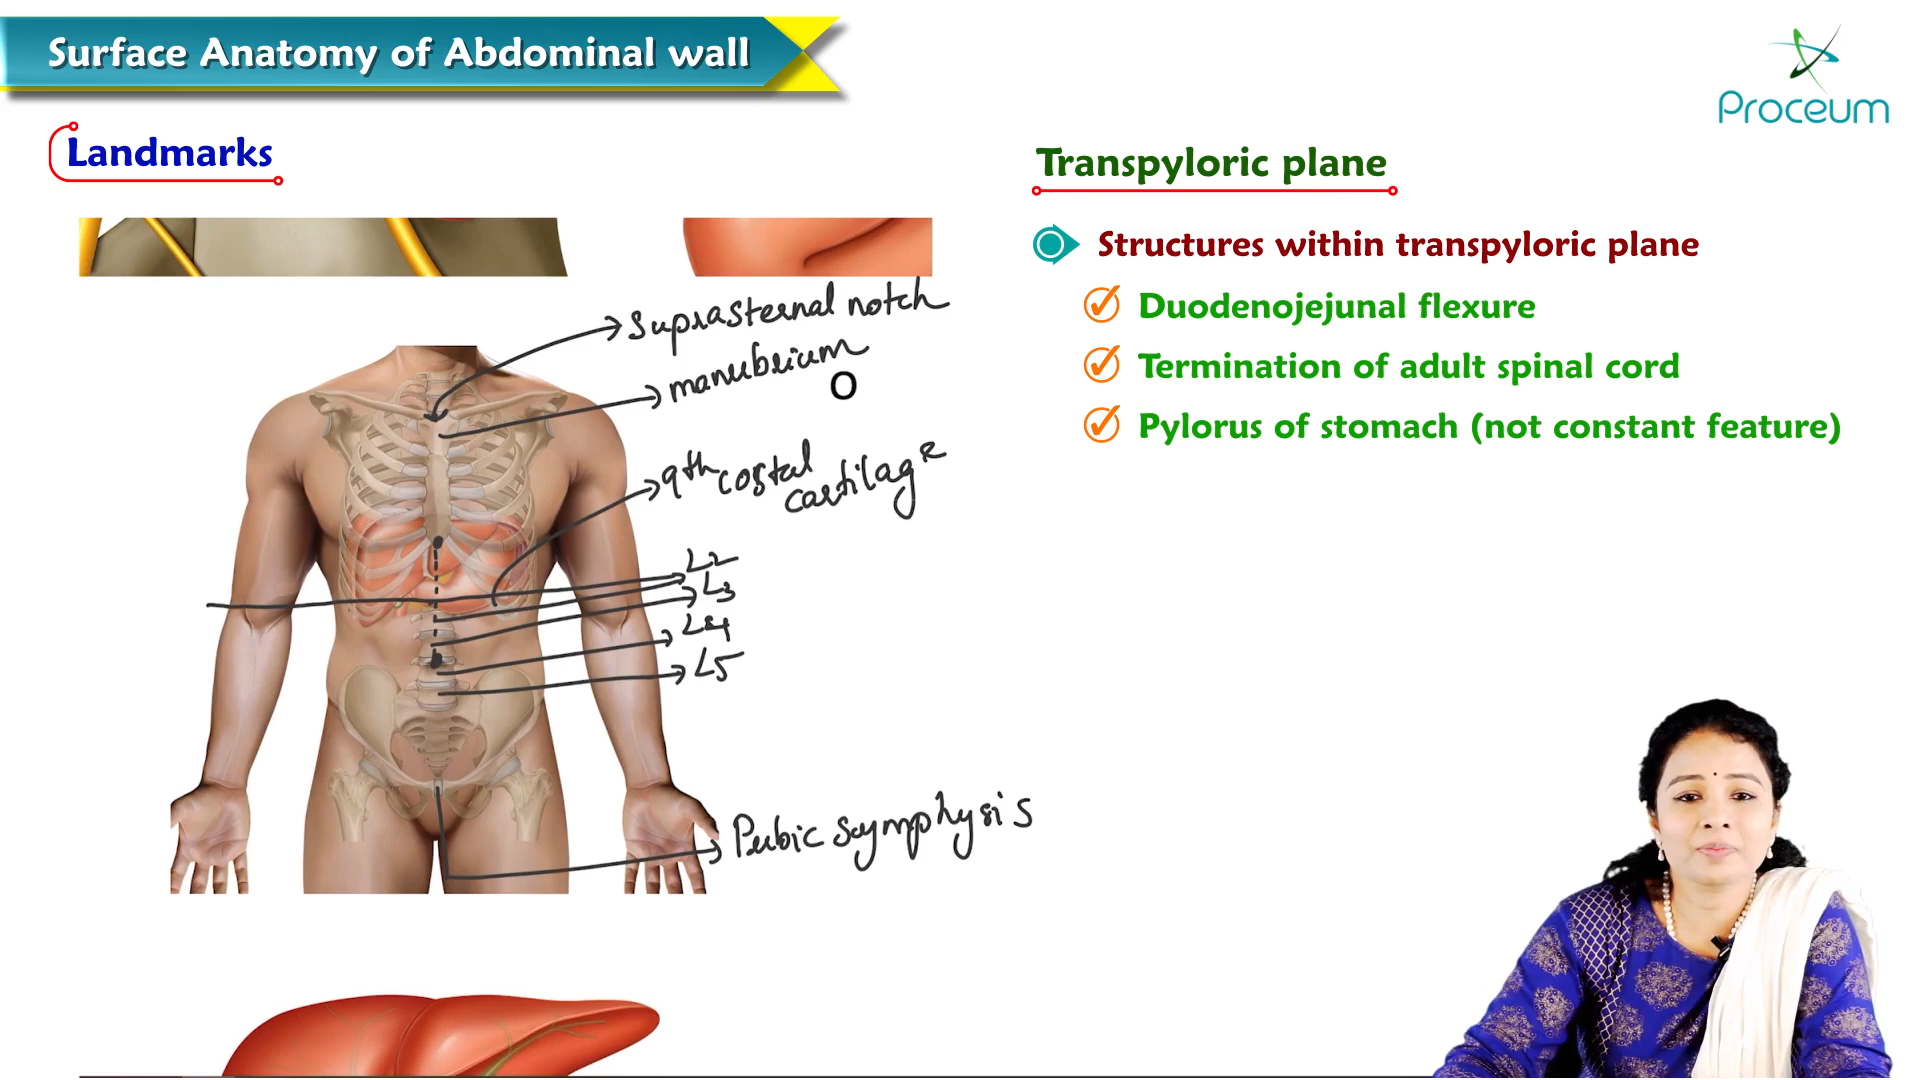 Surface Anatomy of Abdominal wall
Proceum
Landmarks
Suprasternal notch
manubrium
O
9th costal
cartilage
L2
L3
L4
L5
Pubic symphysis
Transpyloric plane
Structures within transpyloric plane
Duodenojejunal flexure
Termination of adult spinal cord
Pylorus of stomach (not constant feature)